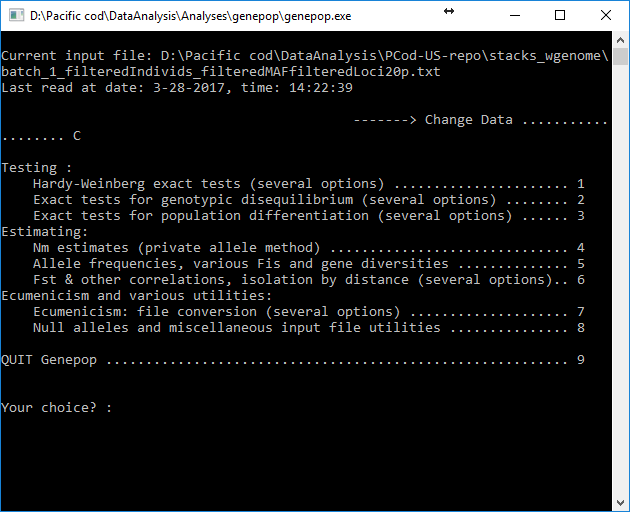 D:\Pacific cod\DataAnalysis\Analyses\genepop\genepop.exe
Current input file: D:\Pacific cod\DataAnalysis\PCod-US-repo\stacks_wgenome\
batch_1_filteredIndivids_filteredMAFfilteredLoci20p.txt
Last read at date: 3-28-2017, time: 14:22:39
-------> Change Data ...........
........ C
Testing :
Hardy-Weinberg exact tests (several options) ...................... 1
Exact tests for genotypic disequilibrium (several options) ........ 2
Exact tests for population differentiation (several options) ...... 3
Estimating:
Nm estimates (private allele method) .............................. 4
Allele frequencies, various Fis and gene diversities .............. 5
Fst & other correlations, isolation by distance (several options).. 6
Ecumenicism and various utilities:
Ecumenicism: file conversion (several options) .................... 7
Null alleles and miscellaneous input file utilities ............... 8
QUIT Genepop .......................................................... 9
Your choice? :